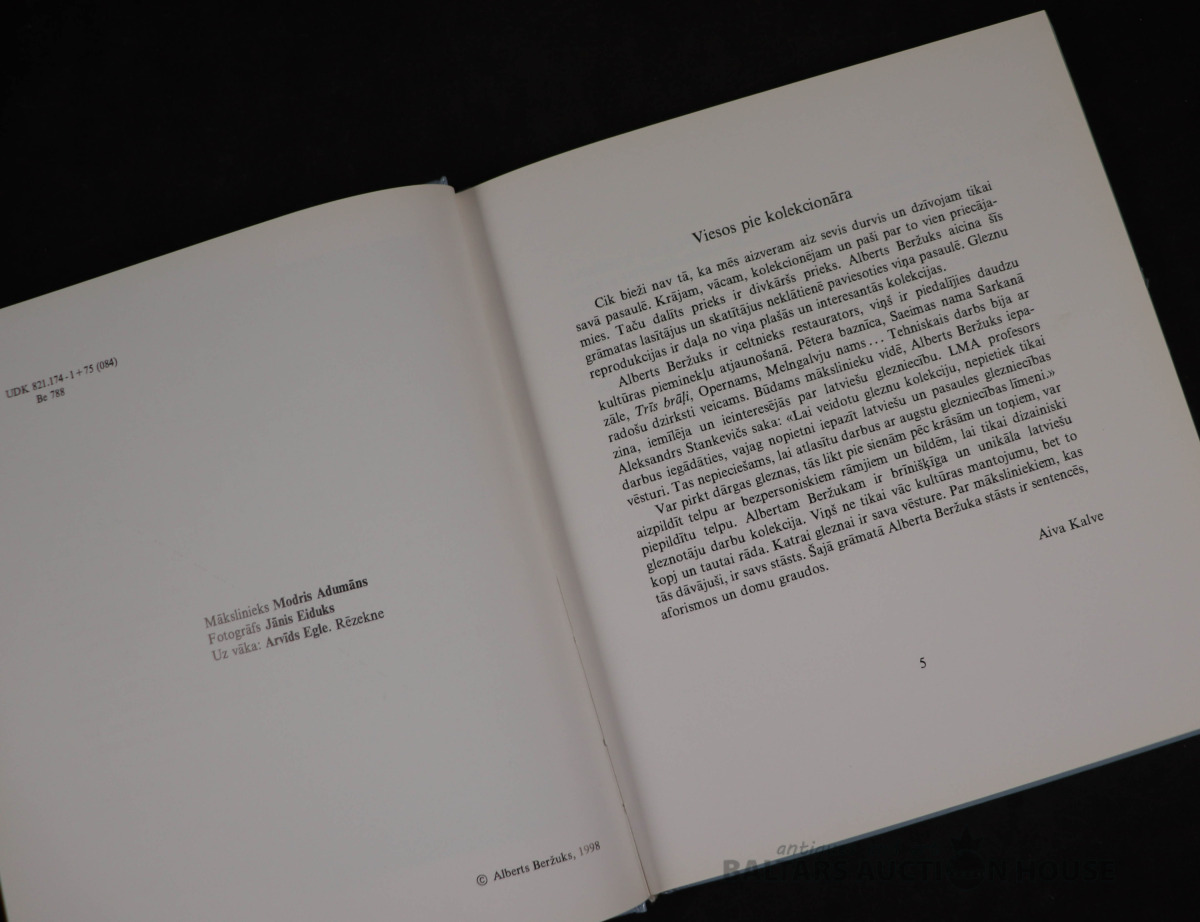 UDK 821.174-1+75 (084)
Be 788
Mākslinieks Modris Adumāns
Fotogrāfs Jānis Eiduks
Uz vāka: Arvīds Egle. Rēzekne
© Alberts Beržuks, 1998
Viesos pie kolekcionāra
Cik bieži nav tā, ka mēs aizveram aiz sevis durvis un dzīvojam tikai
savā pasaulē. Krājam, vācam, kolekcionējam un paši par to vien priecāja-
mies. Taču dalīts prieks ir divkāršs prieks. Alberts Beržuks aicina šīs
grāmatas lasītājus un skatītājus neklātienē paviesoties viņa pasaulē. Gleznu
reprodukcijas ir daļa no viņa plašās un interesantās kolekcijas.
Alberts Beržuks ir celtnieks restaurators, viņš ir piedalījies daudzu
kultūras pieminekļu atjaunošanā. Pētera baznīca, Saeimas nama Sarkanā
zāle, Trīs brāļi, Opernams, Melngalvju nams... Tehniskais darbs bija ar
radošu dzirksti veicams. Būdams mākslinieku vidē, Alberts Beržuks iepa-
zina, iemīlēja un ieinteresējās par latviešu glezniecību. LMA profesors
Aleksandrs Stankevičs saka: «Lai veidotu gleznu kolekciju, nepietiek tikai
darbus iegādāties, vajag nopietni iepazīt latviešu un pasaules glezniecības
vēsturi. Tas nepieciešams, lai atlasītu darbus ar augstu glezniecības līmeni.»
Var pirkt dārgas gleznas, tās likt pie sienām pēc krāsām un toņiem, var
aizpildīt telpu ar bezpersoniskiem rāmjiem un bildēm, lai tikai dizainiski
piepildītu telpu. Albertam Beržukam ir brīnišķīga un unikāla latviešu
gleznotāju darbu kolekcija. Viņš ne tikai vāc kultūras mantojumu, bet to
kopj un tautai rāda. Katrai gleznai ir sava vēsture. Par māksliniekiem, kas
tās dāvājuši, ir savs stāsts. Šajā grāmatā Alberta Beržuka stāsts ir sentencēs,
aforismos un domu graudos.
Aiva Kalve
5
BALTARS AUCTION HOUSE